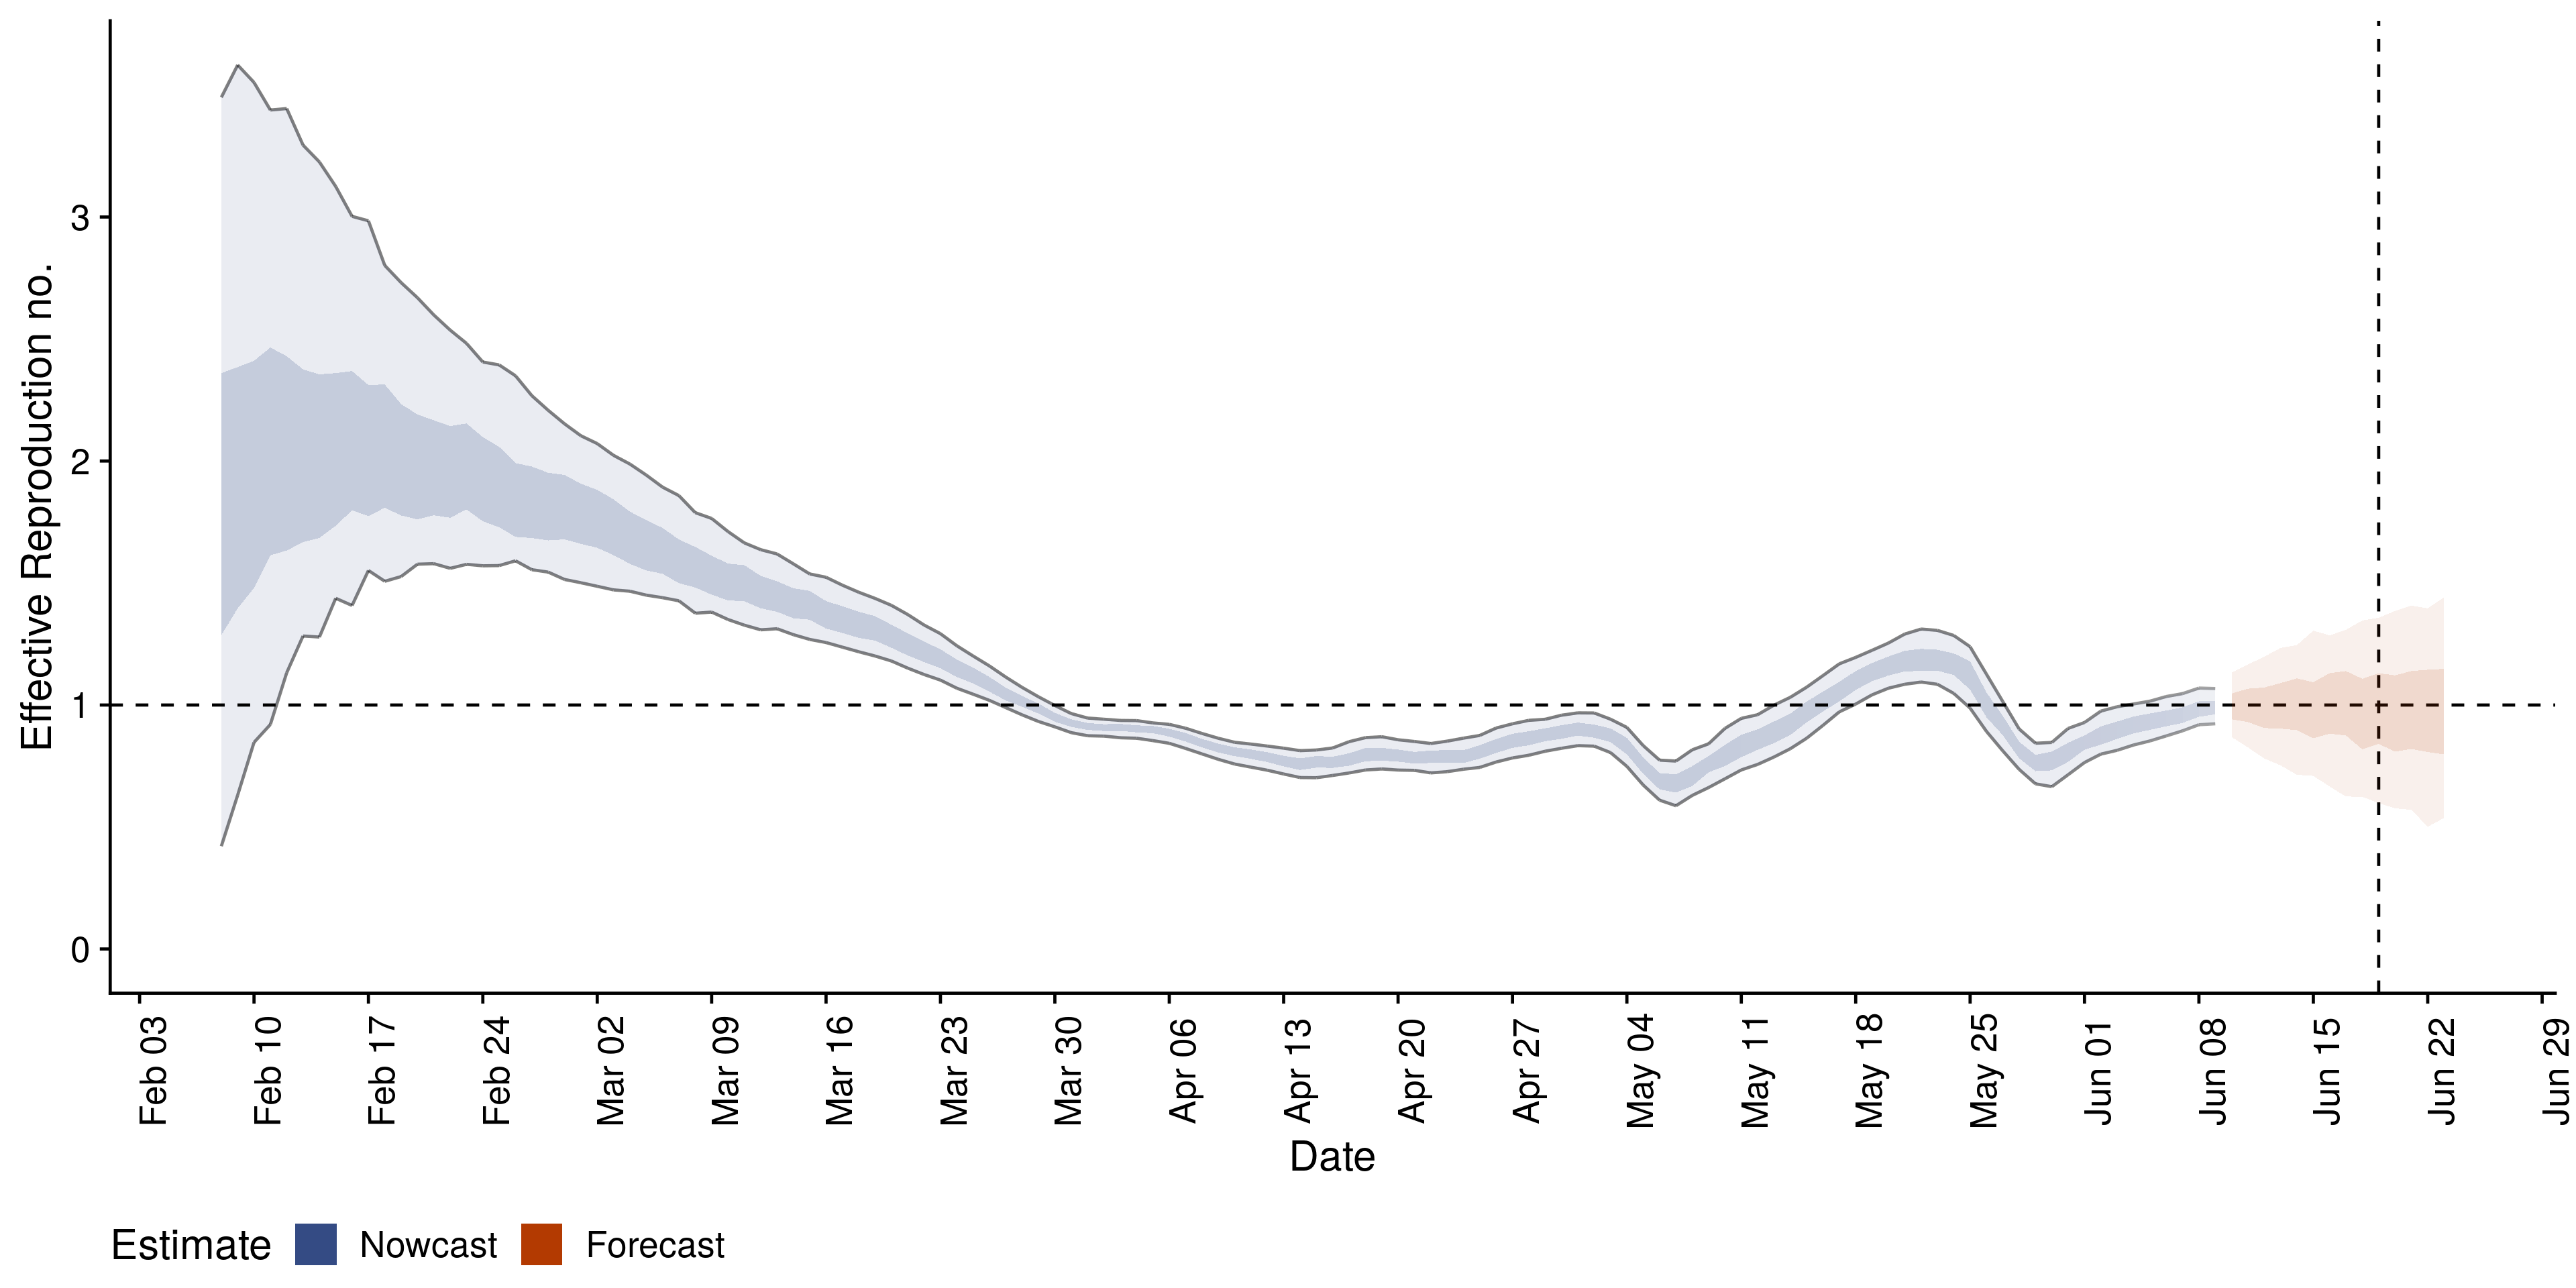 Effective Reproduction no.
3
2
1
0
Feb 03
Feb 10
Feb 17
Feb 24
Mar 02
Mar 09
Mar 16
Mar 23
Mar 30
Apr 06
Apr 13
Apr 20
Apr 27
May 04
May 11
May 18
May 25
Jun 01
Jun 08
Jun 15
Jun 22
Jun 29
Date
Estimate Nowcast Forecast